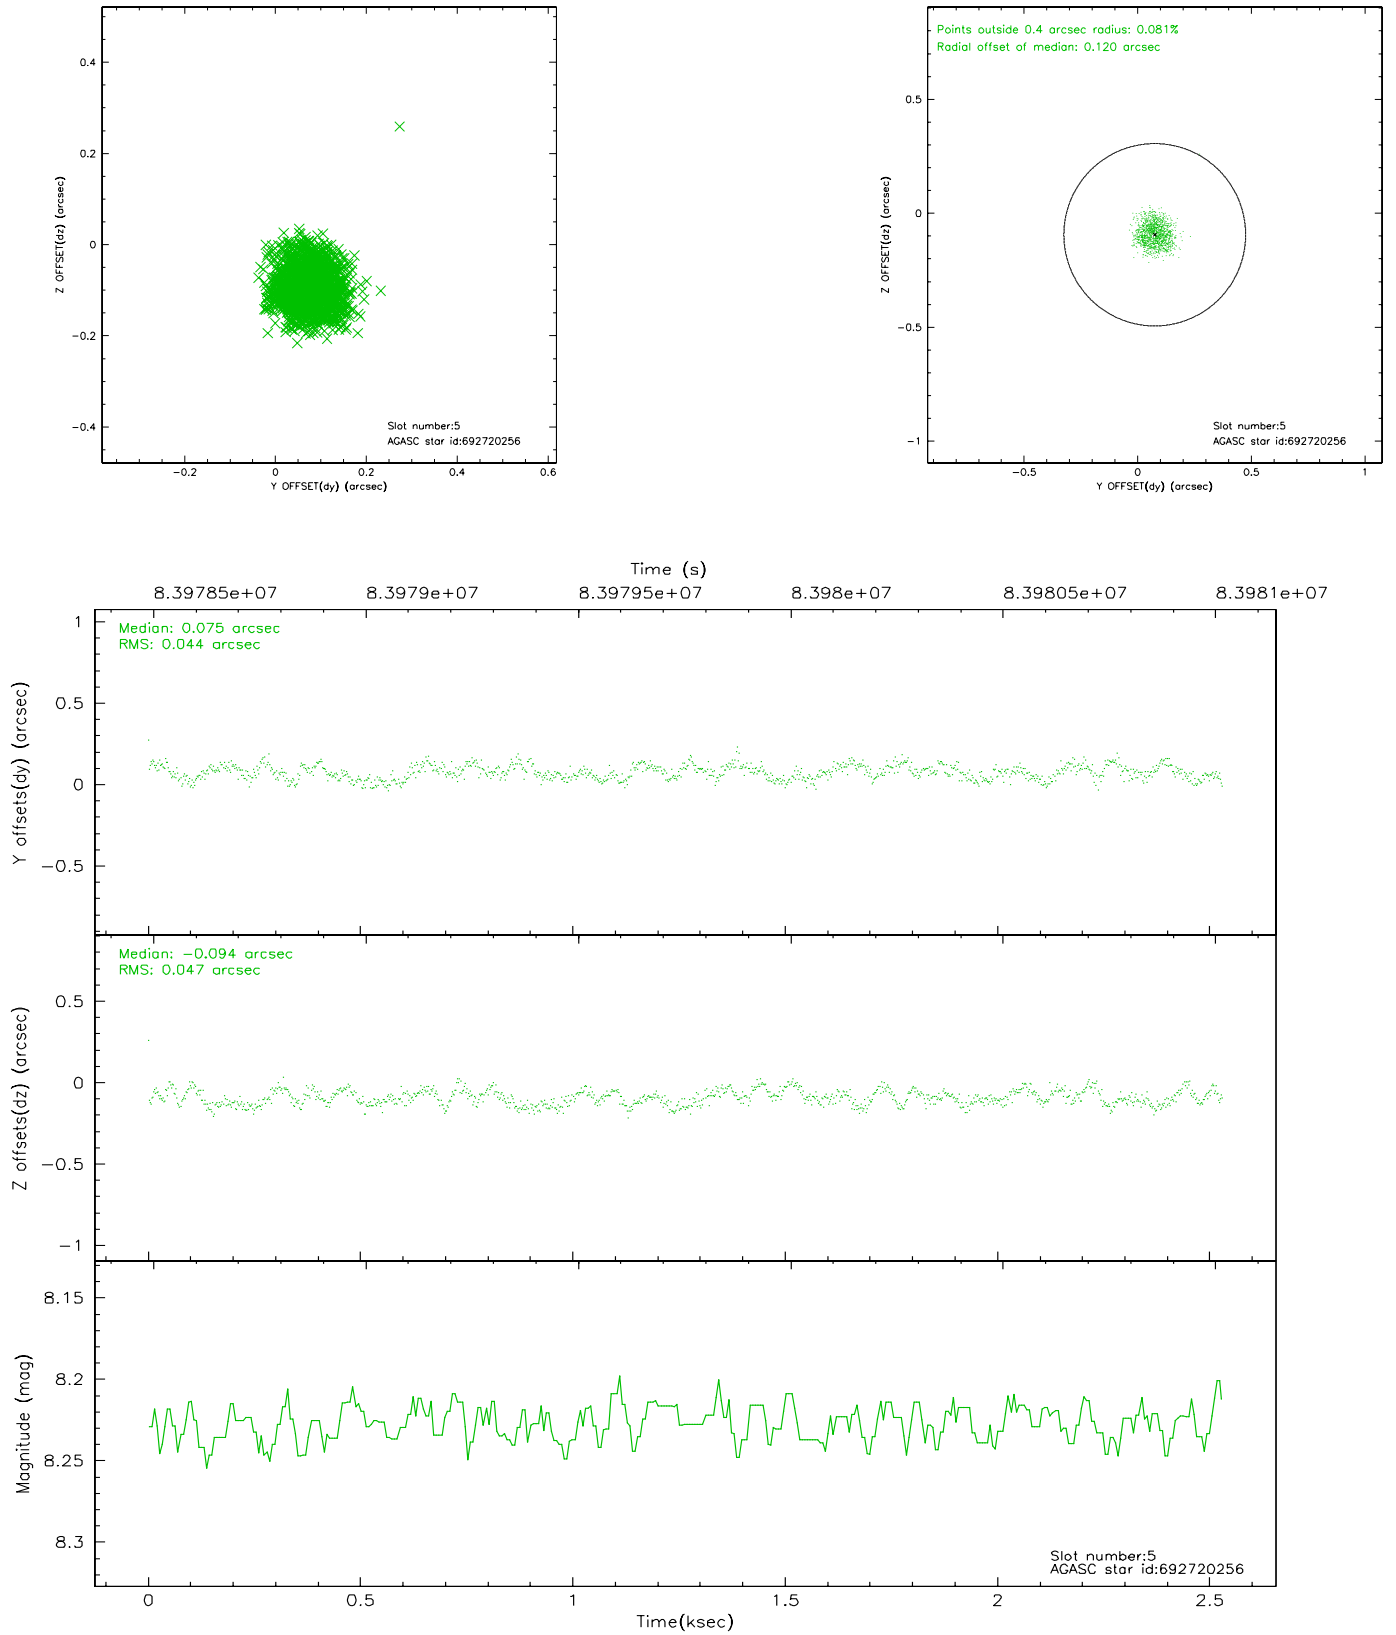 0.4
0.2
0
−0.2
−0.4
Z OFFSET(dz) (arcsec)
Slot number:5
AGASC star id:692720256
−0.2 0 0.2 0.4 0.6
Y OFFSET(dy) (arcsec)
Points outside 0.4 arcsec radius: 0.081%
Radial offset of median: 0.120 arcsec
0.5
0
−0.5
−1
Z OFFSET(dz) (arcsec)
Slot number:5
AGASC star id:692720256
−0.5 0 0.5 1
Y OFFSET(dy) (arcsec)
Time (s)
8.39785e+07 8.3979e+07 8.39795e+07 8.398e+07 8.39805e+07 8.3981e+07
Median: 0.075 arcsec
RMS: 0.044 arcsec
1
0.5
0
−0.5
Y offsets(dy) (arcsec)
Median: −0.094 arcsec
RMS: 0.047 arcsec
0.5
0
−0.5
−1
Z offsets(dz) (arcsec)
8.15
8.2
8.25
8.3
Magnitude (mag)
Slot number:5
AGASC star id:692720256
0 0.5 1 1.5 2 2.5
Time(ksec)